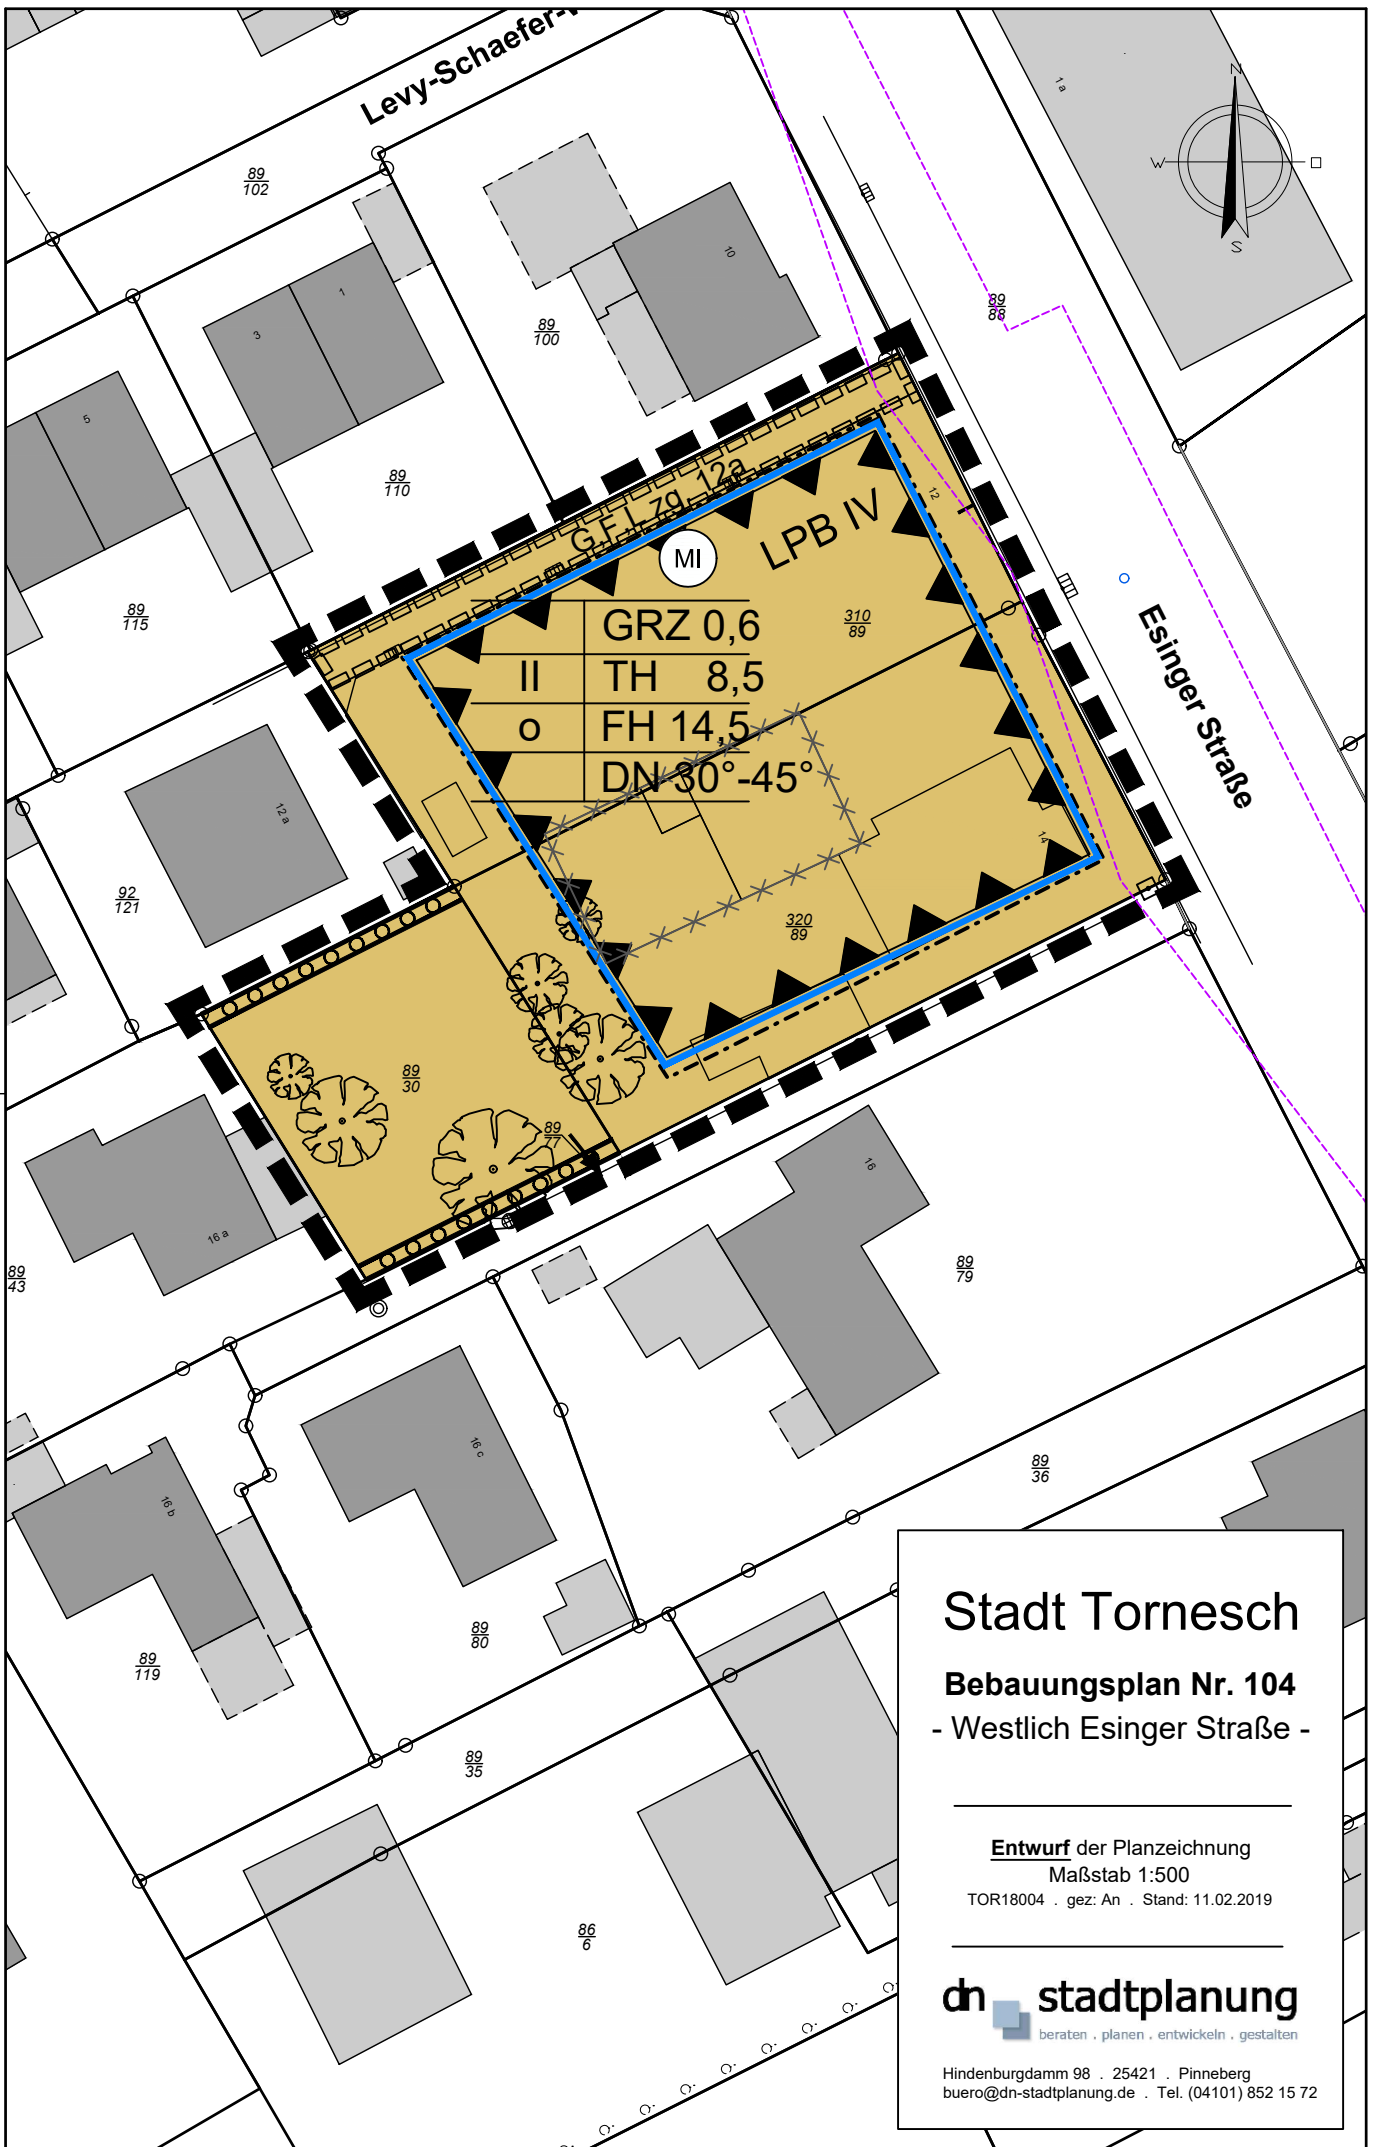 Levy-Schaefer-
1 a
N
W
S
89
102
10
89
88
1
3
89
100
5
89
110
G,F,L zg. 12a
12
LPB IV
MI
89
115
GRZ 0,6
310
89
II TH 8,5
Esinger Straße
o FH 14,5
DN 30°-45°
12 a
14
92
121
320
89
89
30
89
77
16
16 a
89
43
89
79
16 c
89
36
16 b
89
80
89
119
89
35
86
6
Stadt Tornesch
Bebauungsplan Nr. 104
- Westlich Esinger Straße -
Entwurf der Planzeichnung
Maßstab 1:500
TOR18004 . gez: An . Stand: 11.02.2019
dn stadtplanung
beraten . planen . entwickeln . gestalten
Hindenburgdamm 98 . 25421 . Pinneberg
buero@dn-stadtplanung.de . Tel. (04101) 852 15 72